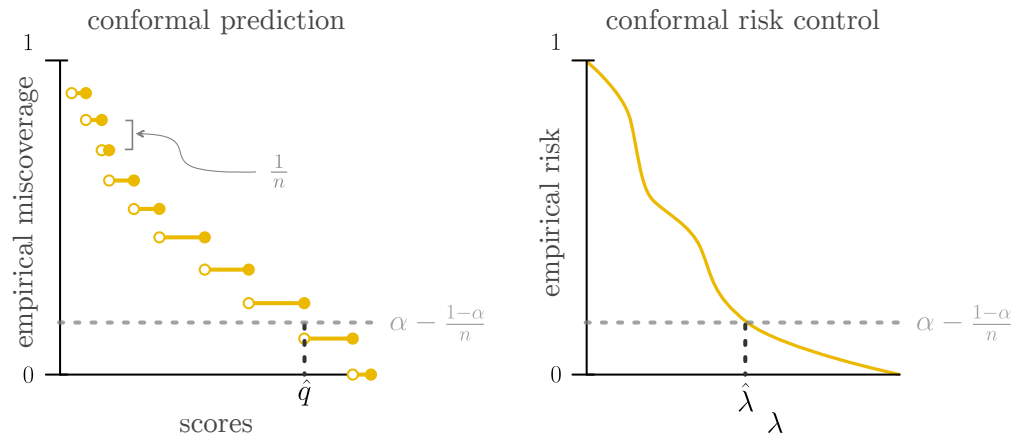 conformal prediction
1
empirical miscoverage
1/n
α − (1−α)/n
0
q̂
scores
conformal risk control
1
empirical risk
α − (1−α)/n
0
λ̂
λ